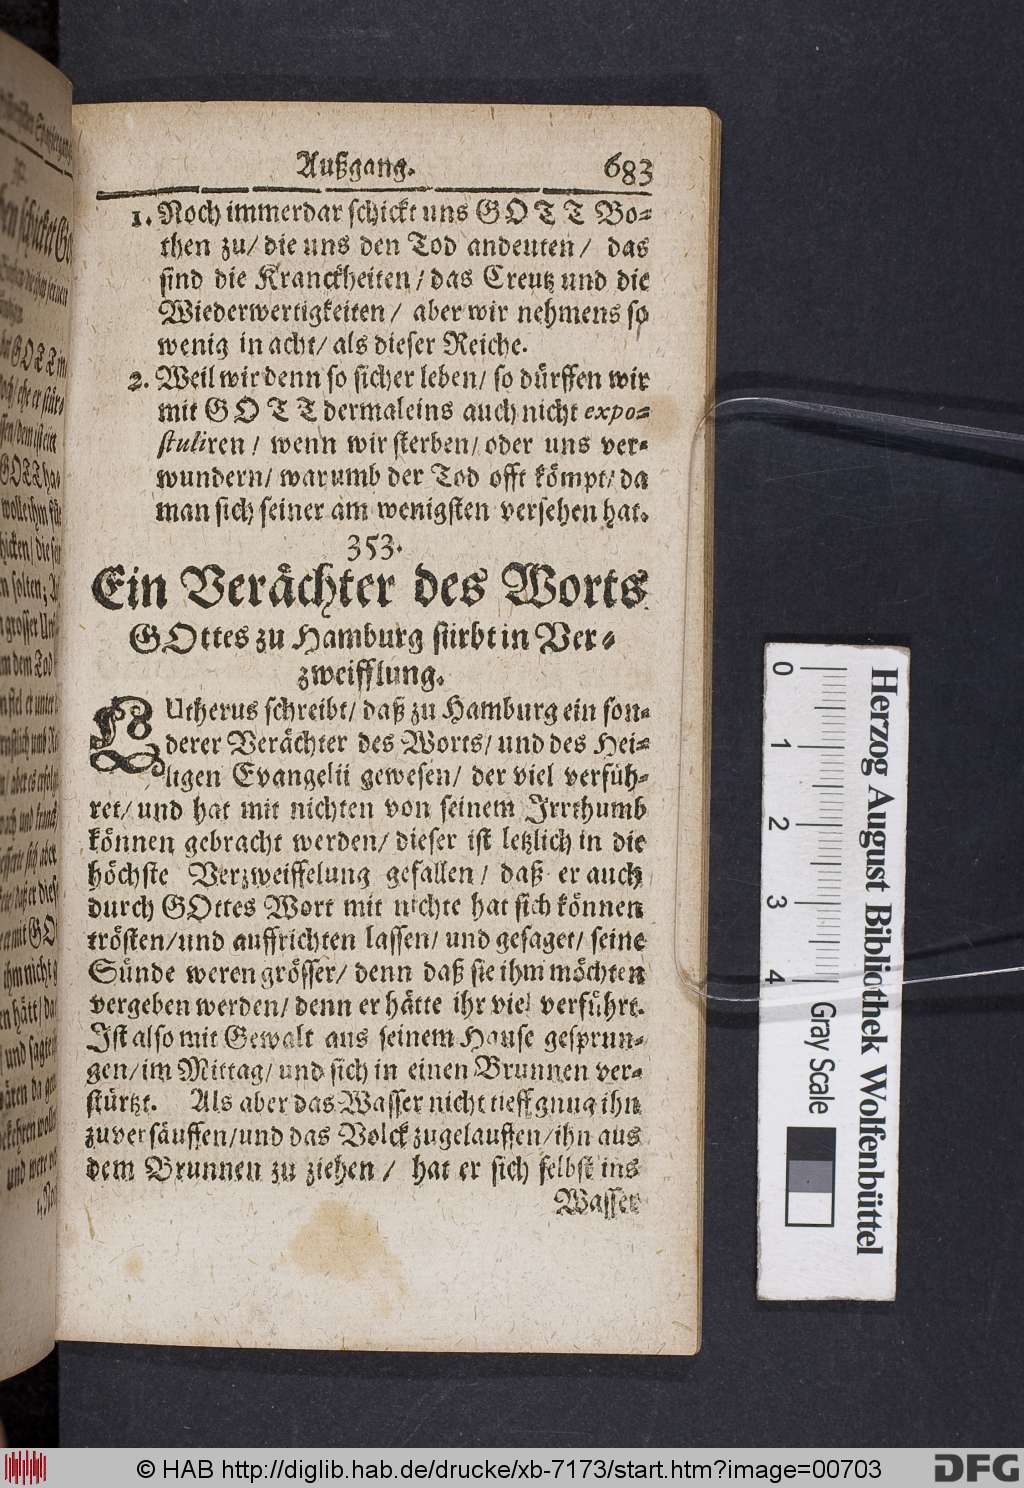 Außgang. 683
1. Noch immerdar schickt uns GOTT Bo-
then zu/ die uns den Tod andeuten/ das
sind die Kranckheiten/ das Creutz und die
Wiederwertigkeiten/ aber wir nehmens so
wenig in acht/ als dieser Reiche.
2. Weil wir denn so sicher leben/ so dürffen wir
mit GOTT dermaleins auch nicht expo-
stuliren/ wenn wir sterben/ oder uns ver-
wundern/ warumb der Tod offt kömpt/ da
man sich seiner am wenigsten versehen hat.
353.
Ein Verächter des Worts
GOttes zu Hamburg stirbt in Ver-
zweifflung.
LUtherus schreibt/ daß zu Hamburg ein son-
derer Verächter des Worts/ und des Hei-
ligen Evangelii gewesen/ der viel verfüh-
ret/ und hat mit nichten von seinem Irrthumb
können gebracht werden/ dieser ist letzlich in die
höchste Verzweiffelung gefallen/ daß er auch
durch GOttes Wort mit nichte hat sich können
trösten/ und auffrichten lassen/ und gesaget/ seine
Sünde weren grösser/ denn daß sie ihm möchten
vergeben werden/ denn er hätte ihr viel verführt.
Ist also mit Gewalt aus seinem Hause gesprun-
gen/ im Mittag/ und sich in einen Brunnen ver-
stürtzt. Als aber das Wasser nicht tieff gnug ihn
zuversäuffen/ und das Volck zugelauffen/ ihn aus
dem Brunnen zu ziehen/ hat er sich selbst ins
Wasser
0 1 2 3 4
Gray Scale
Herzog August Bibliothek Wolfenbüttel
© HAB http://diglib.hab.de/drucke/xb-7173/start.htm?image=00703
DFG